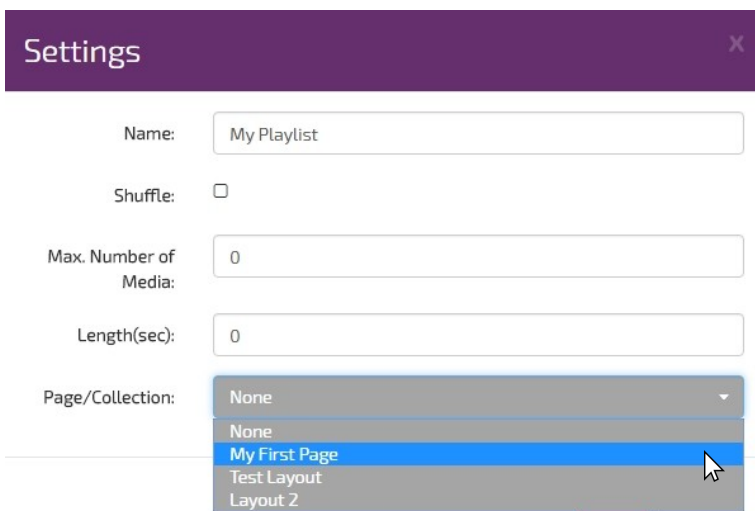 Settings
x
Name:
My Playlist
Shuffle:
Max. Number of
Media:
0
Length(sec):
0
Page/Collection:
None
None
My First Page
Test Layout
Layout 2